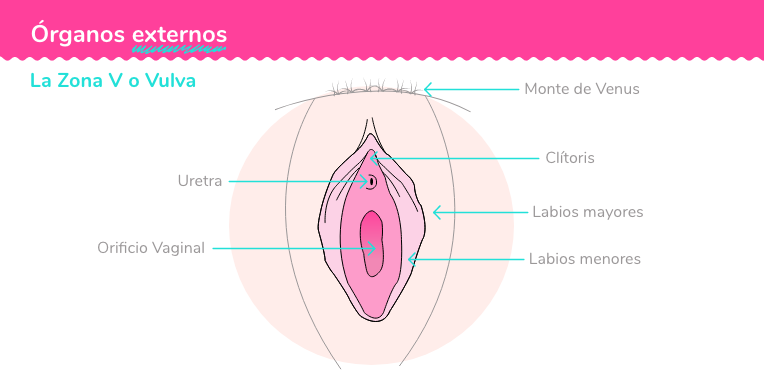 Órganos externos
La Zona V o Vulva
Monte de Venus
Clítoris
Uretra
Labios mayores
Orificio Vaginal
Labios menores